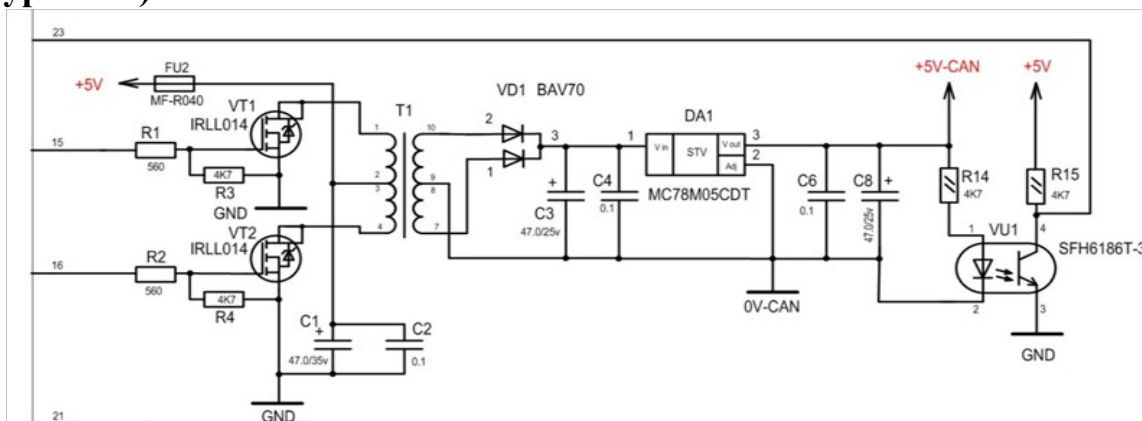 23
+5V
FU2
MF-R040
VT1
IRLL014
15
R1
560
4K7
R3
GND
VT2
IRLL014
16
R2
560
4K7
R4
C1
+
47.0/35v
C2
0.1
GND
21
T1
1
2
3
4
10
9
8
7
VD1 BAV70
2
1
3
+
C3
47.0/25v
C4
0.1
1
DA1
V in
STV
V out
Adj
3
2
MC78M05CDT
0V-CAN
C6
0.1
C8
+
47.0/25v
+5V-CAN
+5V
R14
4K7
R15
4K7
1
VU1
4
SFH6186T-3
2
3
GND